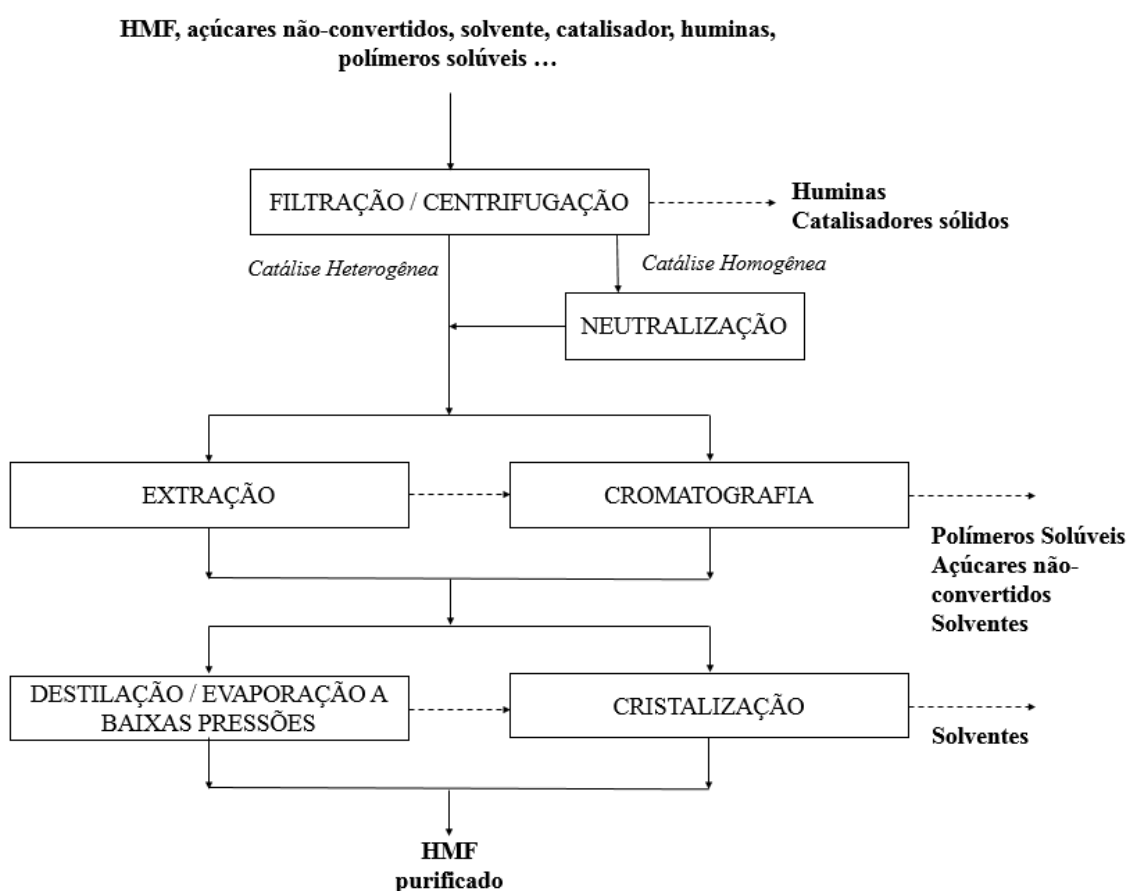 HMF, açúcares não-convertidos, solvente, catalisador, huminas,
polímeros solúveis ...
FILTRAÇÃO / CENTRIFUGAÇÃO
Huminas
Catalisadores sólidos
Catálise Heterogênea
Catálise Homogênea
NEUTRALIZAÇÃO
EXTRAÇÃO
CROMATOGRAFIA
Polímeros Solúveis
Açúcares não-
convertidos
Solventes
DESTILAÇÃO / EVAPORAÇÃO A
BAIXAS PRESSÕES
CRISTALIZAÇÃO
Solventes
HMF
purificado